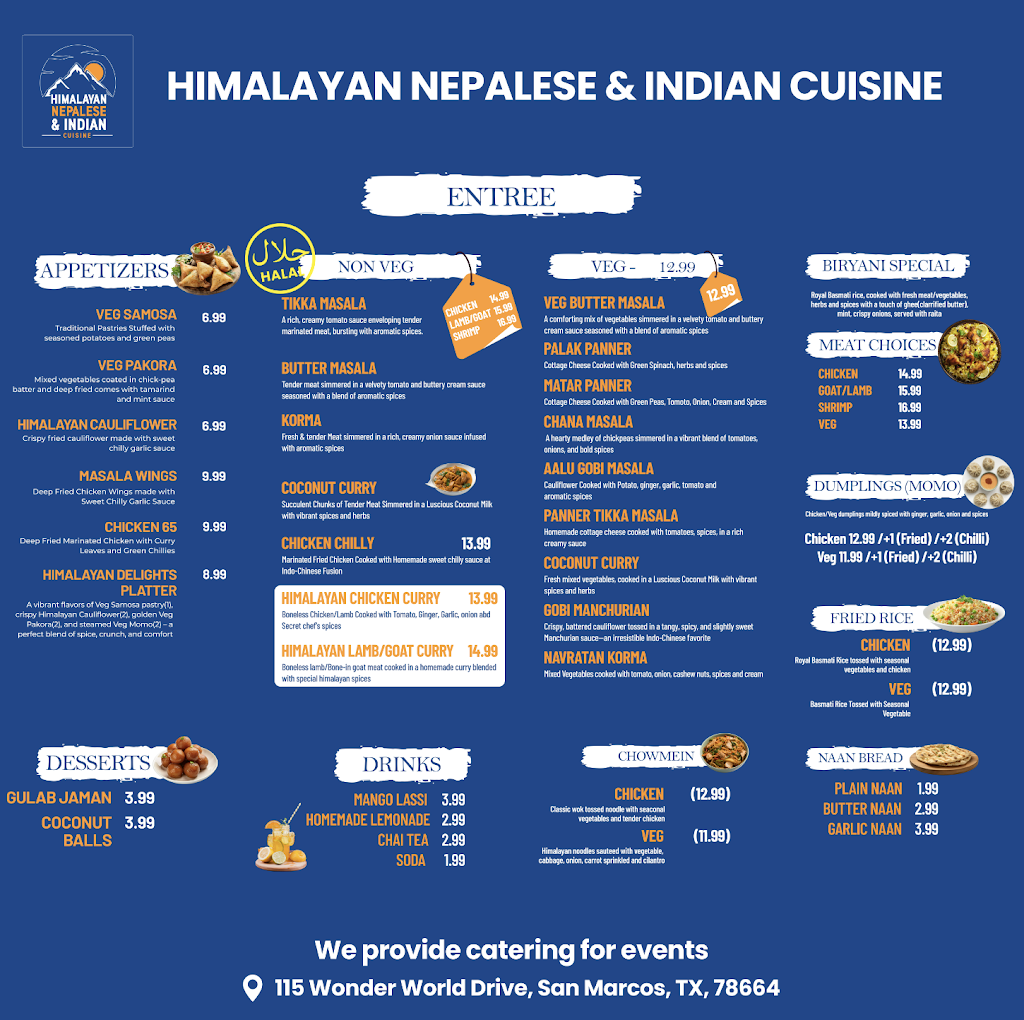 HIMALAYAN
NEPALESE
& INDIAN
CUISINE
HIMALAYAN NEPALESE & INDIAN CUISINE
ENTREE
APPETIZERS
VEG SAMOSA 6.99
Traditional Pastries Stuffed with
seasoned potatoes and green peas
VEG PAKORA 6.99
Mixed vegetables coated in chick-pea
batter and deep fried comes with tamarind
and mint sauce
HIMALAYAN CAULIFLOWER 6.99
Crispy fried cauliflower made with sweet
chilly garlic sauce
MASALA WINGS 9.99
Deep Fried Chicken Wings made with
Sweet Chilly Garlic Sauce
CHICKEN 65 9.99
Deep Fried Marinated Chicken with Curry
Leaves and Green Chillies
HIMALAYAN DELIGHTS 8.99
PLATTER
A vibrant flavors of Veg Samosa pastry(1),
crispy Himalayan Cauliflower(2), golden Veg
Pakora(2), and steamed Veg Momo(2) – a
perfect blend of spice, crunch, and comfort
حلال
HALAL
NON VEG
CHICKEN 14.99
LAMB/GOAT 15.99
SHRIMP 16.99
TIKKA MASALA
A rich, creamy tomato sauce enveloping tender
marinated meat, bursting with aromatic spices.
BUTTER MASALA
Tender meat simmered in a velvety tomato and buttery cream sauce
seasoned with a blend of aromatic spices
KORMA
Fresh & tender Meat simmered in a rich, creamy onion sauce infused
with aromatic spices
COCONUT CURRY
Succulent Chunks of Tender Meat Simmered in a Luscious Coconut Milk
with vibrant spices and herbs
CHICKEN CHILLY 13.99
Marinated Fried Chicken Cooked with Homemade sweet chilly sauce at
Indo-Chinese Fusion
HIMALAYAN CHICKEN CURRY 13.99
Boneless Chicken/Lamb Cooked with Tomato, Ginger, Garlic, onion abd
Secret chef's spices
HIMALAYAN LAMB/GOAT CURRY 14.99
Boneless lamb/Bone-in goat meat cooked in a homemade curry blended
with special himalayan spices
VEG - 12.99
12.99
VEG BUTTER MASALA
A comforting mix of vegetables simmered in a velvety tomato and buttery
cream sauce seasoned with a blend of aromatic spices
PALAK PANNER
Cottage Cheese Cooked with Green Spinach, herbs and spices
MATAR PANNER
Cottage Cheese Cooked with Green Peas, Tomoto, Onion, Cream and Spices
CHANA MASALA
A hearty medley of chickpeas simmered in a vibrant blend of tomatoes,
onions, and bold spices
AALU GOBI MASALA
Cauliflower Cooked with Potato, ginger, garlic, tomato and
aromatic spices
PANNER TIKKA MASALA
Homemade cottage cheese cooked with tomatoes, spices, in a rich
creamy sauce
COCONUT CURRY
Fresh mixed vegetables, cooked in a Luscious Coconut Milk with vibrant
spices and herbs
GOBI MANCHURIAN
Crispy, battered cauliflower tossed in a tangy, spicy, and slightly sweet
Manchurian sauce—an irresistible Indo-Chinese favorite
NAVRATAN KORMA
Mixed Vegetables cooked with tomato, onion, cashew nuts, spices and cream
BIRYANI SPECIAL
Royal Basmati rice, cooked with fresh meat/vegetables,
herbs and spices with a touch of ghee(clarrified butter),
mint, crispy onions, served with raita
MEAT CHOICES
CHICKEN 14.99
GOAT/LAMB 15.99
SHRIMP 16.99
VEG 13.99
DUMPLINGS (MOMO)
Chicken/Veg dumplings mildly spiced with ginger, garlic, onion and spices
Chicken 12.99 /+1 (Fried) /+2 (Chilli)
Veg 11.99 /+1 (Fried) /+2 (Chilli)
FRIED RICE
CHICKEN (12.99)
Royal Basmati Rice tossed with seasonal
vegetables and chicken
VEG (12.99)
Basmati Rice Tossed with Seasonal
Vegetable
DESSERTS
GULAB JAMAN 3.99
COCONUT 3.99
BALLS
DRINKS
MANGO LASSI 3.99
HOMEMADE LEMONADE 2.99
CHAI TEA 2.99
SODA 1.99
CHOWMEIN
CHICKEN (12.99)
Classic wok tossed noodle with seaconal
vegetables and tender chicken
VEG (11.99)
Himalayan noodles sauteed with vegetable,
cabbage, onion, carrot sprinkled and cilantro
NAAN BREAD
PLAIN NAAN 1.99
BUTTER NAAN 2.99
GARLIC NAAN 3.99
We provide catering for events
115 Wonder World Drive, San Marcos, TX, 78664